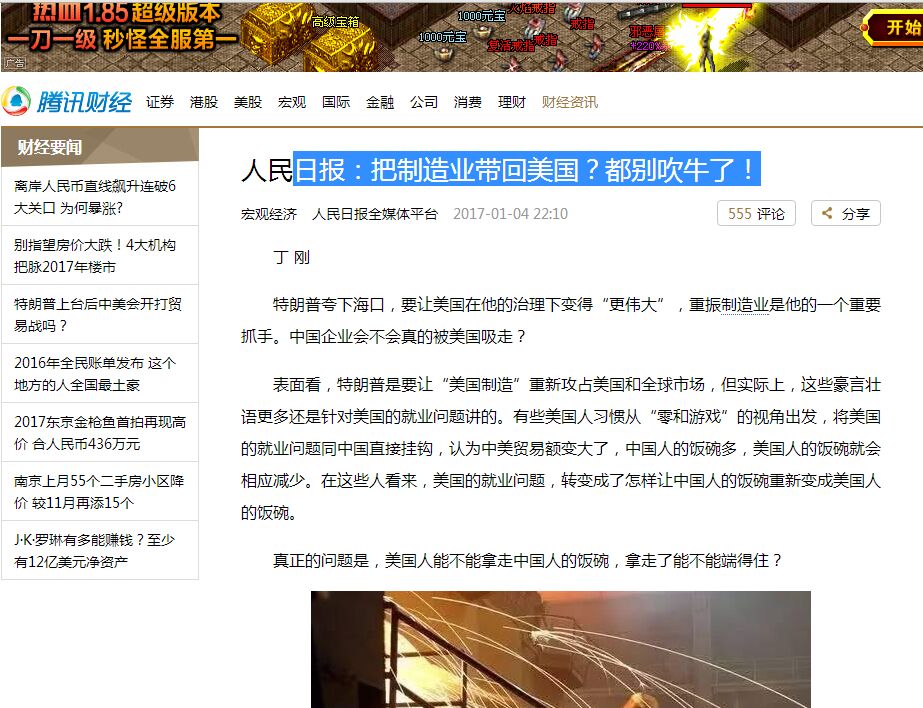 热血1.85超级版本
一刀一级 秒怪全服第一
高级宝箱
1000元宝
1000元宝
戒指
戒指
复活戒指
*220%
开始
广告
腾讯财经 证券 港股 美股 宏观 国际 金融 公司 消费 理财 财经资讯
财经要闻
离岸人民币直线飙升连破6
大关口 为何暴涨?
别指望房价大跌！4大机构
把脉2017年楼市
特朗普上台后中美会开打贸
易战吗？
2016年全民账单发布 这个
地方的人全国最土豪
2017东京金枪鱼首拍再现高
价 合人民币436万元
南京上月55个二手房小区降
价 较11月再添15个
J·K·罗琳有多能赚钱？至少
有12亿美元净资产
人民日报：把制造业带回美国？都别吹牛了！
宏观经济 人民日报全媒体平台 2017-01-04 22:10
555 评论
分享
丁 刚
特朗普夸下海口，要让美国在他的治理下变得“更伟大”，重振制造业是他的一个重要
抓手。中国企业会不会真的被美国吸走？
表面看，特朗普是要让“美国制造”重新攻占美国和全球市场，但实际上，这些豪言壮
语更多还是针对美国的就业问题讲的。有些美国人习惯从“零和游戏”的视角出发，将美国
的就业问题同中国直接挂钩，认为中美贸易额变大了，中国人的饭碗多，美国人的饭碗就会
相应减少。在这些人看来，美国的就业问题，转变成了怎样让中国人的饭碗重新变成美国人
的饭碗。
真正的问题是，美国人能不能拿走中国人的饭碗，拿走了能不能端得住？